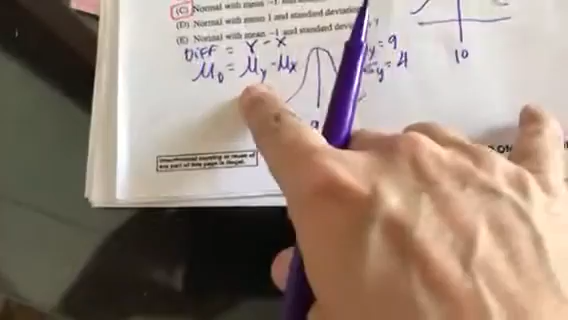 (C) Normal with mean −1
(D) Normal with mean 1 and standard deviation
(E) Normal with mean −1 and standard deviation ?
DIFF = Y − X
μD = μy − μx
μy = 9
σy = 4
10
9
Unauthorized copying or reuse of
any part of this page is illegal.